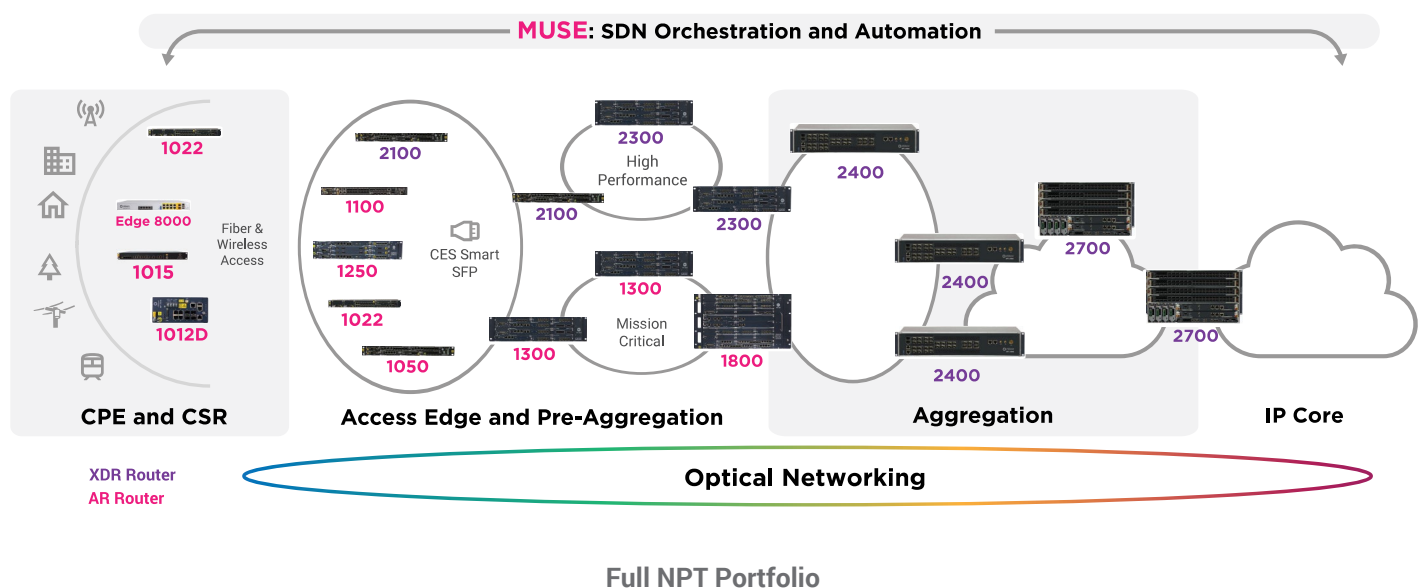 MUSE: SDN Orchestration and Automation
1022
Edge 8000
1015
1012D
Fiber &
Wireless
Access
CPE and CSR
2100
1100
1250
1022
1050
CES Smart
SFP
2300
High
Performance
2100
2300
1300
Mission
Critical
1300
1800
Access Edge and Pre-Aggregation
2400
2400
2400
2700
2700
Aggregation
IP Core
XDR Router
AR Router
Optical Networking
Full NPT Portfolio